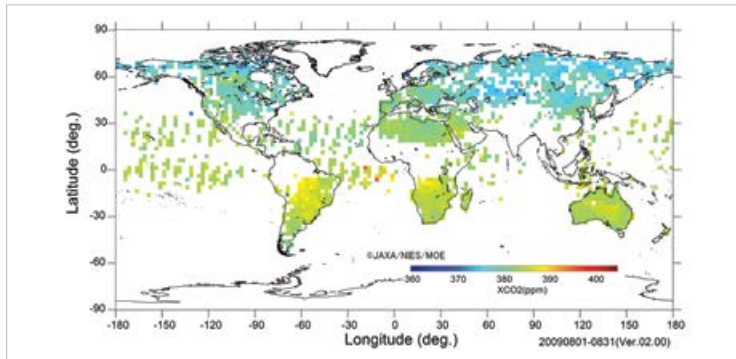 90
60
30
0
-30
-60
-90
Latitude (deg.)
©JAXA/NIES/MOE
360 370 380 390 400
XCO2(ppm)
-180 -150 -120 -90 -60 -30 0 30 60 90 120 150 180
Longitude (deg.)
20090801-0831(Ver.02.00)